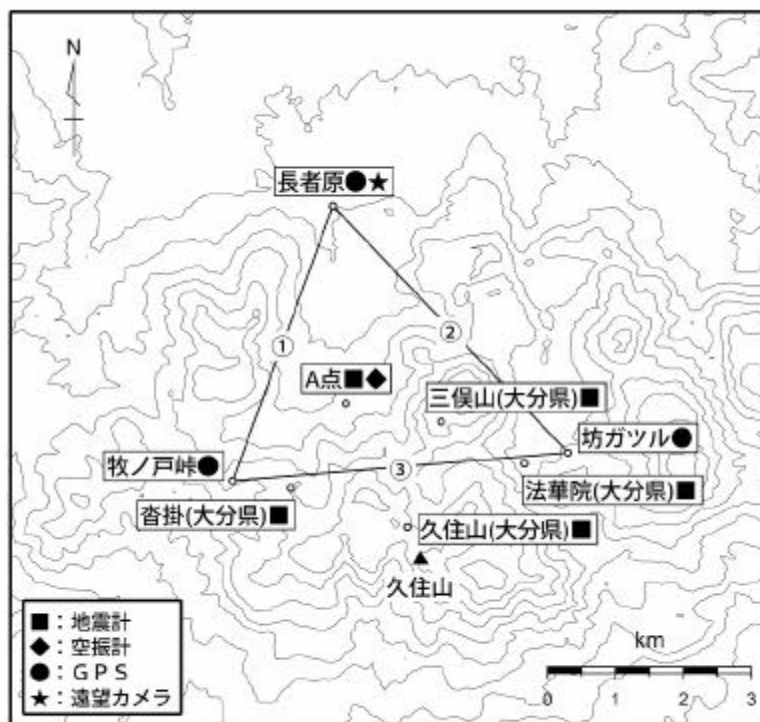 N
長者原●★
①
②
A点■◆
三俣山(大分県)■
坊ガツル●
牧ノ戸峠●
③
法華院(大分県)■
沓掛(大分県)■
久住山(大分県)■
▲
久住山
■：地震計
◆：空振計
●：ＧＰＳ
★：遠望カメラ
km
0 1 2 3